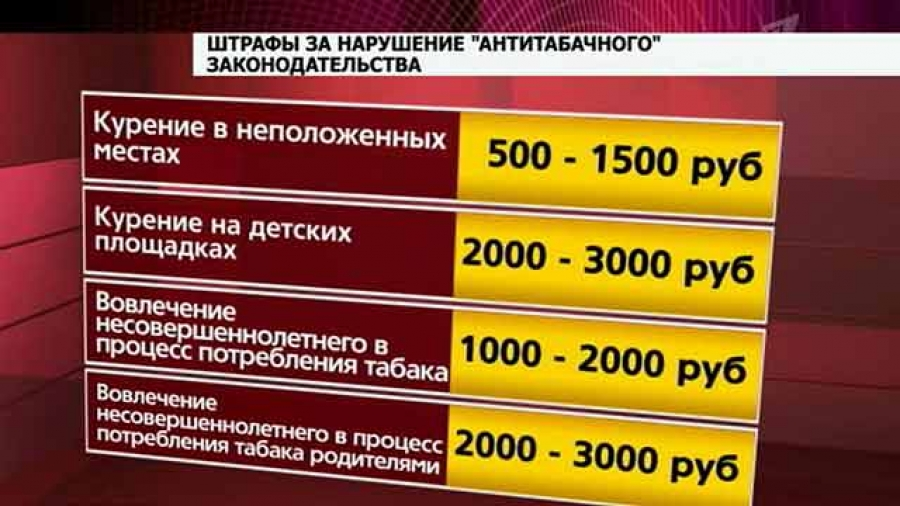 ШТРАФЫ ЗА НАРУШЕНИЕ "АНТИТАБАЧНОГО"
ЗАКОНОДАТЕЛЬСТВА
Курение в неположенных
местах
500 - 1500 руб
Курение на детских
площадках
2000 - 3000 руб
Вовлечение
несовершеннолетнего в
процесс потребления табака
1000 - 2000 руб
Вовлечение
несовершеннолетнего в процесс
потребления табака родителями
2000 - 3000 руб